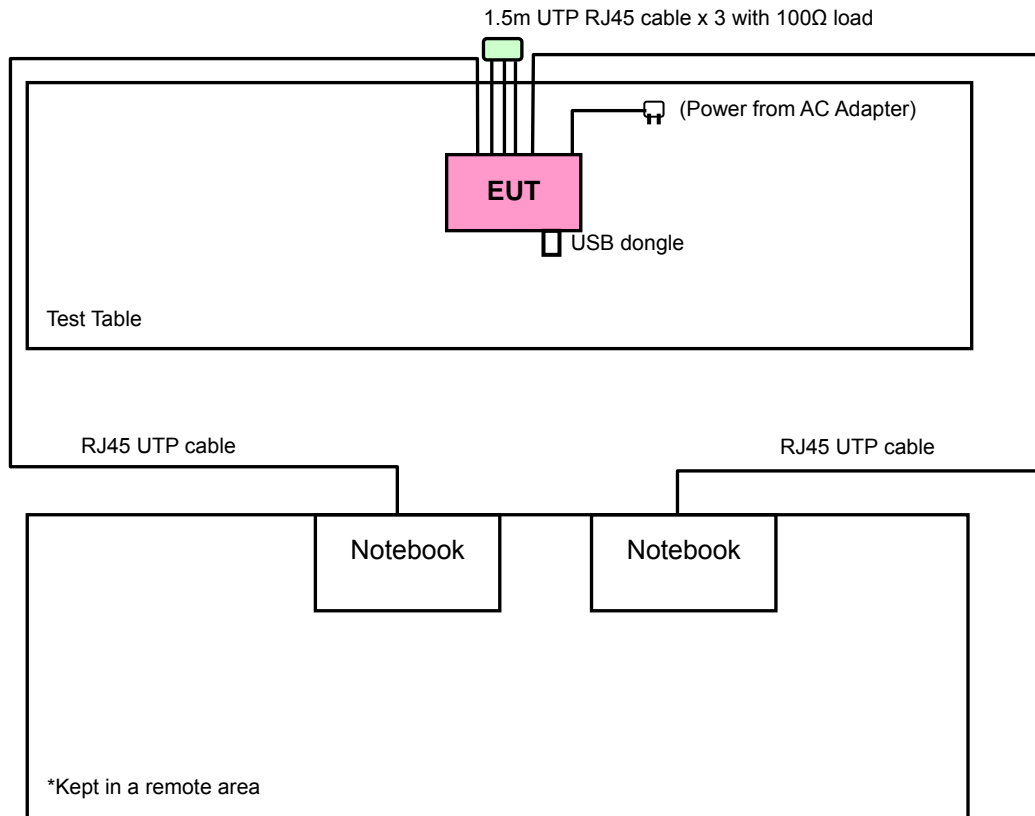 1.5m UTP RJ45 cable x 3 with 100Ω load
(Power from AC Adapter)
EUT
USB dongle
Test Table
RJ45 UTP cable
RJ45 UTP cable
Notebook
Notebook
*Kept in a remote area